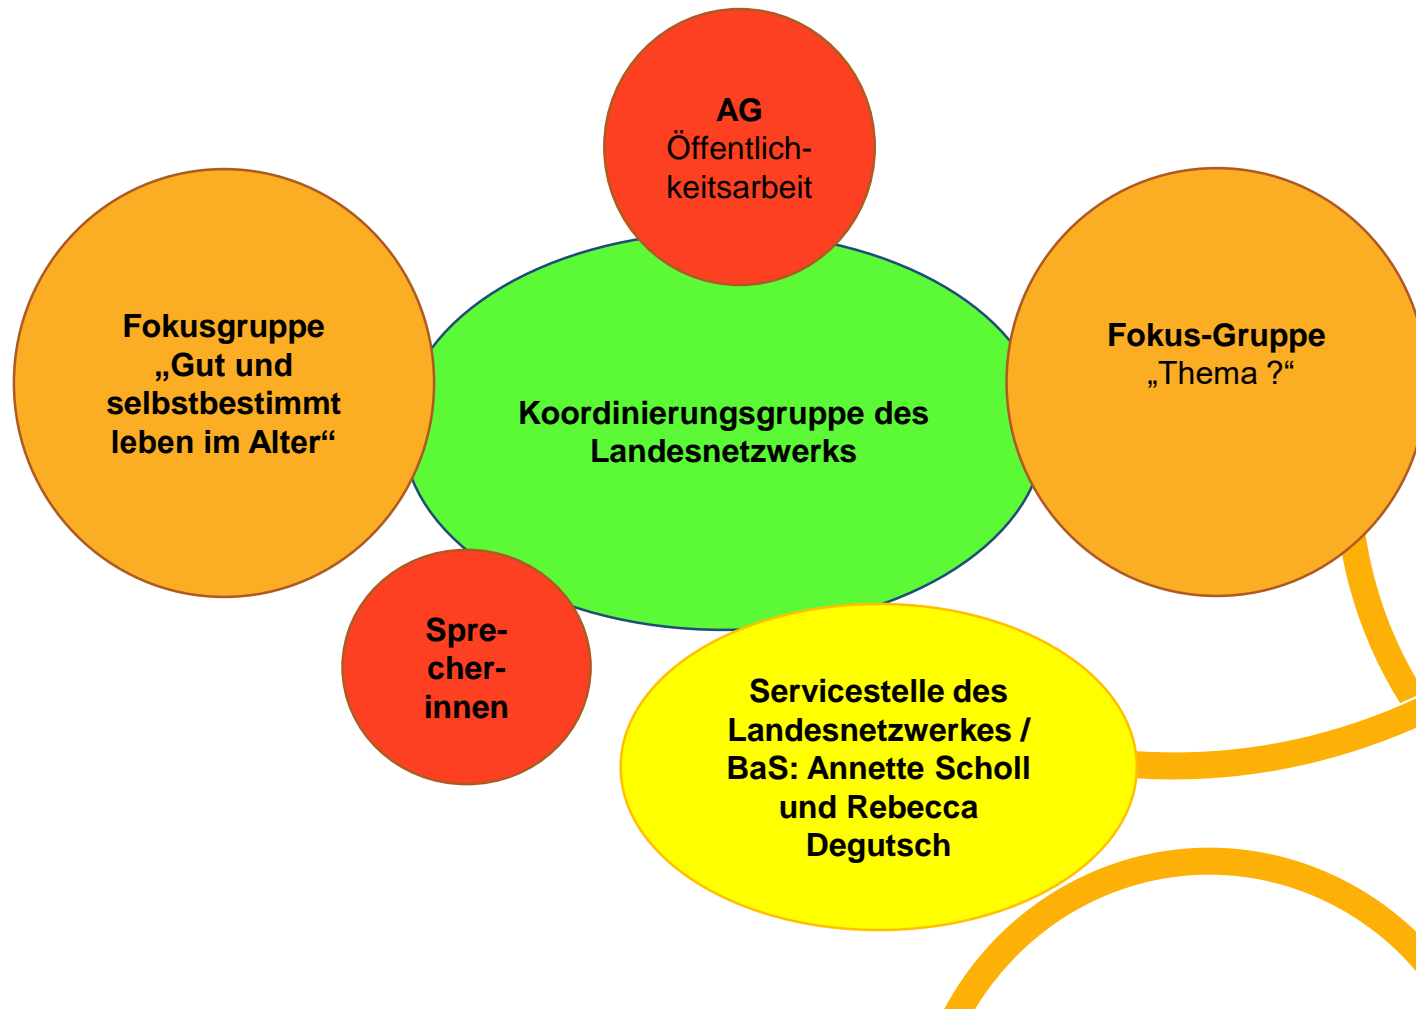 AG
Öffentlich-
keitsarbeit
Fokusgruppe
„Gut und
selbstbestimmt
leben im Alter“
Fokus-Gruppe
„Thema ?“
Koordinierungsgruppe des
Landesnetzwerks
Spre-
cher-
innen
Servicestelle des
Landesnetzwerkes /
BaS: Annette Scholl
und Rebecca
Degutsch